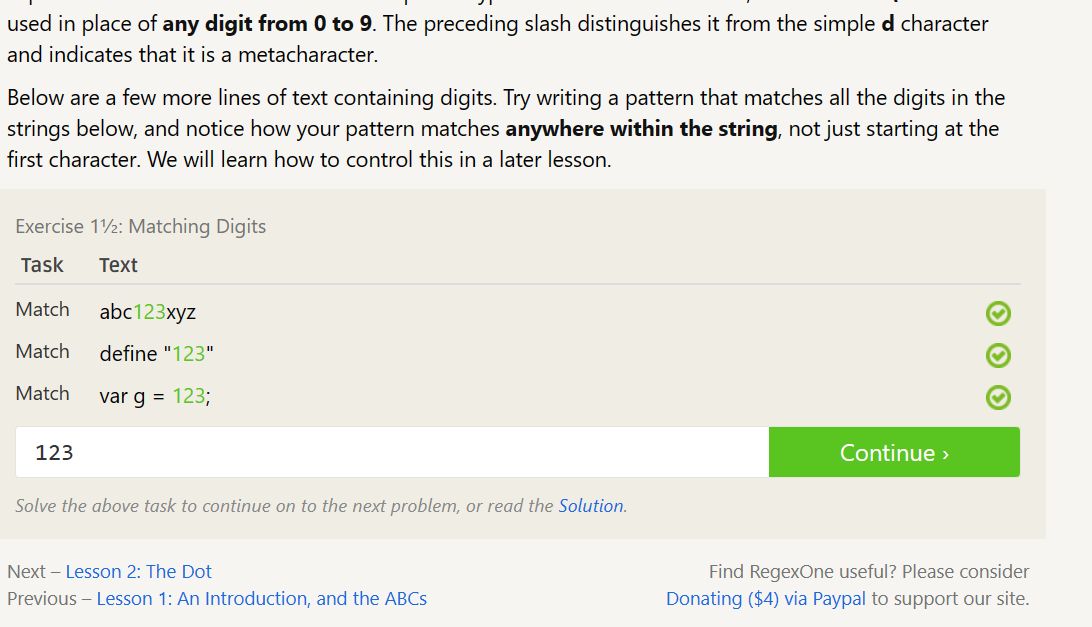 used in place of any digit from 0 to 9. The preceding slash distinguishes it from the simple d character
and indicates that it is a metacharacter.
Below are a few more lines of text containing digits. Try writing a pattern that matches all the digits in the
strings below, and notice how your pattern matches anywhere within the string, not just starting at the
first character. We will learn how to control this in a later lesson.
Exercise 1½: Matching Digits
Task Text
Match abc123xyz
Match define "123"
Match var g = 123;
123 Continue ›
Solve the above task to continue on to the next problem, or read the Solution.
Next – Lesson 2: The Dot
Previous – Lesson 1: An Introduction, and the ABCs
Find RegexOne useful? Please consider
Donating ($4) via Paypal to support our site.